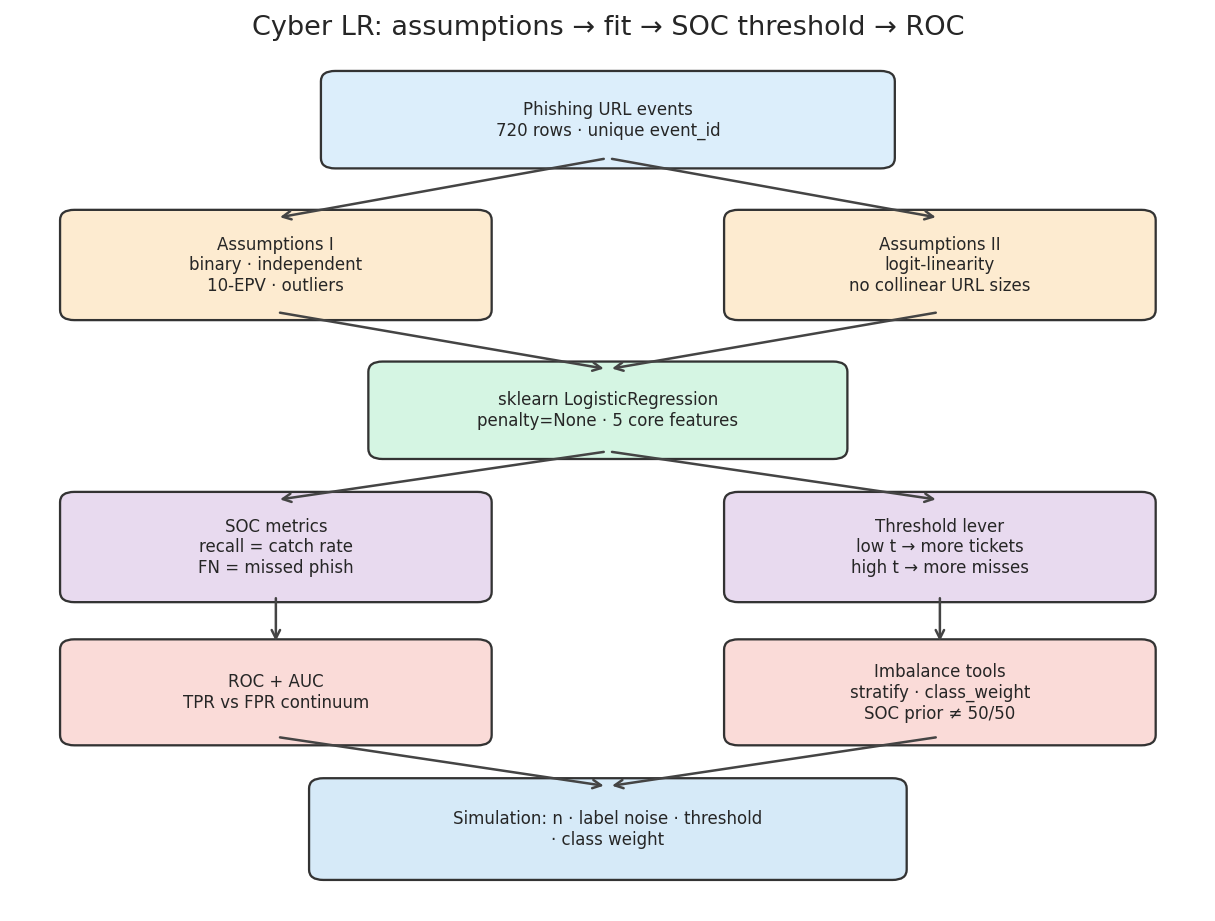 Cyber LR: assumptions → fit → SOC threshold → ROC
Phishing URL events
720 rows · unique event_id
Assumptions I
binary · independent
10-EPV · outliers
Assumptions II
logit-linearity
no collinear URL sizes
sklearn LogisticRegression
penalty=None · 5 core features
SOC metrics
recall = catch rate
FN = missed phish
Threshold lever
low t → more tickets
high t → more misses
ROC + AUC
TPR vs FPR continuum
Imbalance tools
stratify · class_weight
SOC prior ≠ 50/50
Simulation: n · label noise · threshold
· class weight